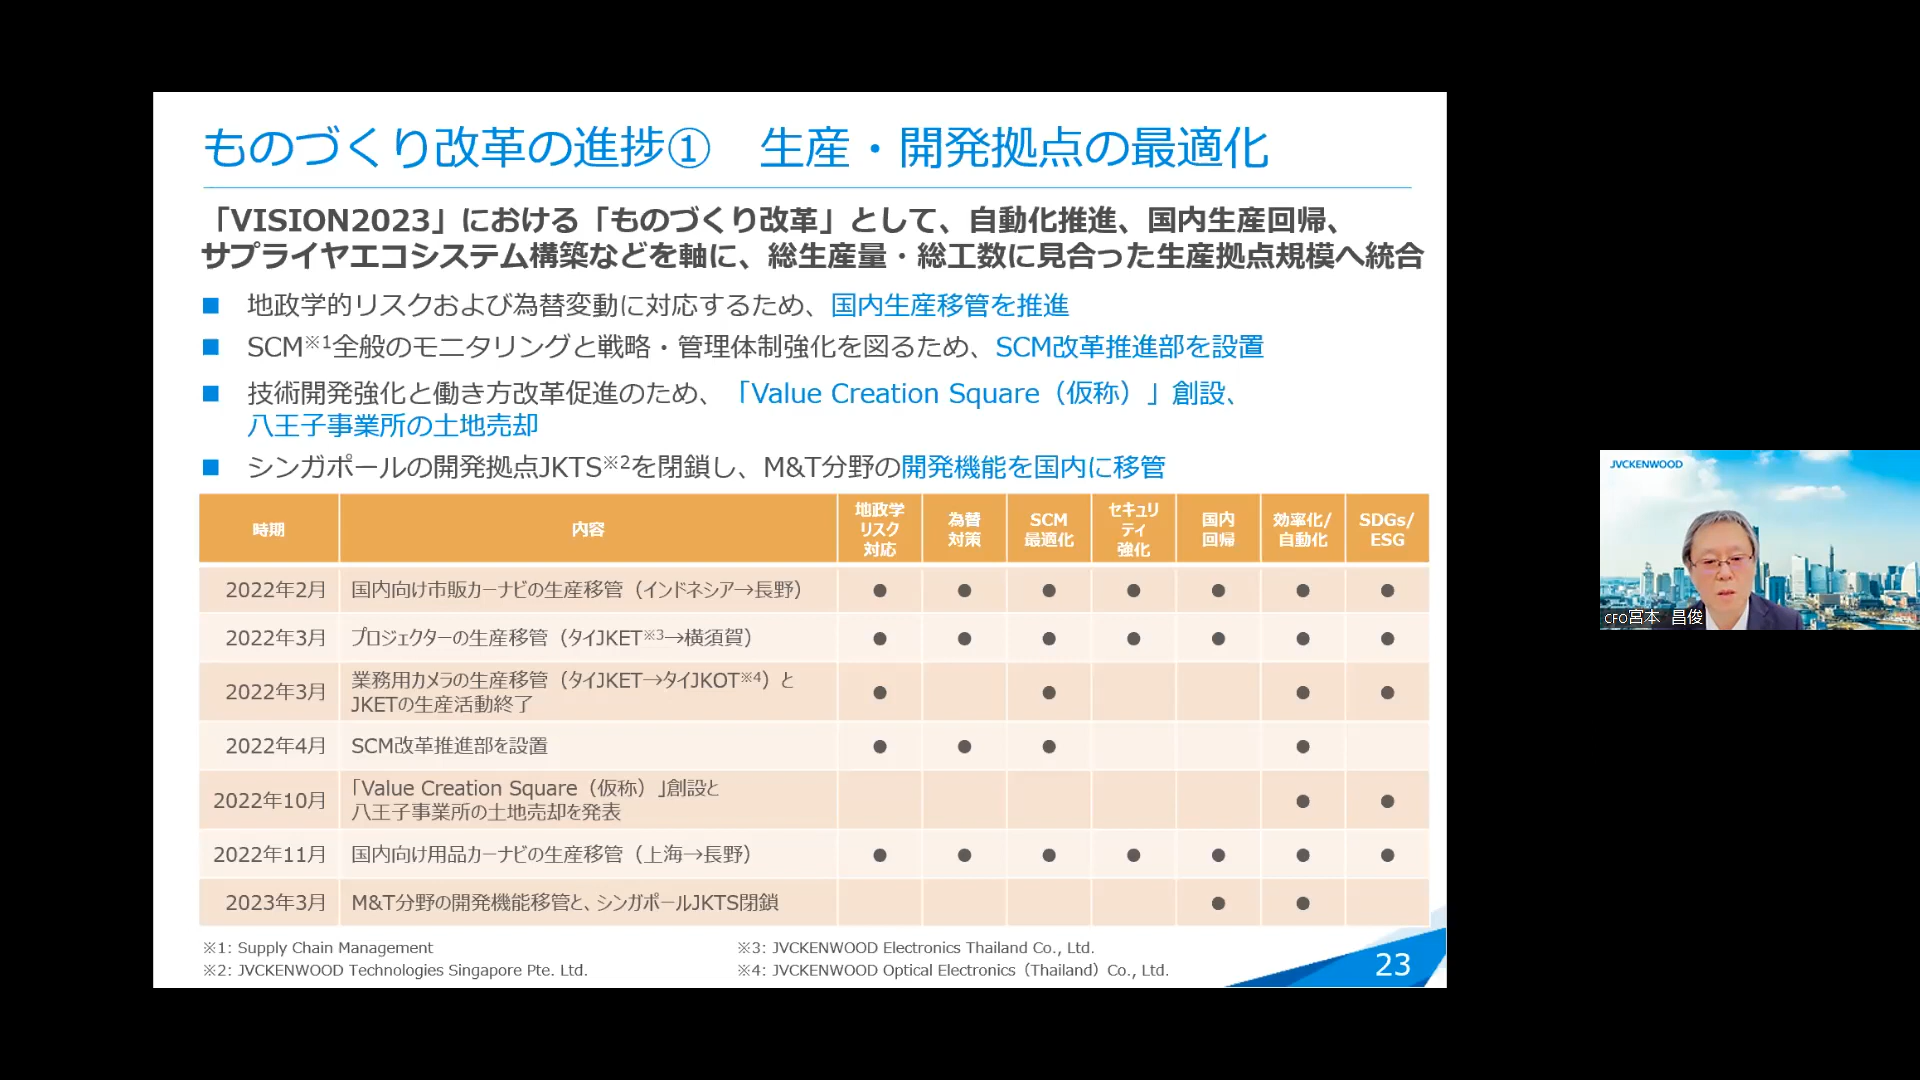 ものづくり改革の進捗①　生産・開発拠点の最適化
「VISION2023」における「ものづくり改革」として、自動化推進、国内生産回帰、
サプライヤエコシステム構築などを軸に、総生産量・総工数に見合った生産拠点規模へ統合
■ 地政学的リスクおよび為替変動に対応するため、国内生産移管を推進
■ SCM※1全般のモニタリングと戦略・管理体制強化を図るため、SCM改革推進部を設置
■ 技術開発強化と働き方改革促進のため、「Value Creation Square（仮称）」創設、
八王子事業所の土地売却
■ シンガポールの開発拠点JKTS※2を閉鎖し、M&T分野の開発機能を国内に移管
時期 内容 地政学リスク対応 為替対策 SCM最適化 セキュリティ強化 国内回帰 効率化/自動化 SDGs/ESG
2022年2月 国内向け市販カーナビの生産移管（インドネシア→長野） ● ● ● ● ● ● ●
2022年3月 プロジェクターの生産移管（タイJKET※3→横須賀） ● ● ● ● ● ● ●
2022年3月 業務用カメラの生産移管（タイJKET→タイJKOT※4）と
JKETの生産活動終了 ● ● ● ●
2022年4月 SCM改革推進部を設置 ● ● ● ●
2022年10月 「Value Creation Square（仮称）」創設と
八王子事業所の土地売却を発表 ● ●
2022年11月 国内向け用品カーナビの生産移管（上海→長野） ● ● ● ● ● ● ●
2023年3月 M&T分野の開発機能移管と、シンガポールJKTS閉鎖 ● ●
※1: Supply Chain Management
※2: JVCKENWOOD Technologies Singapore Pte. Ltd.
※3: JVCKENWOOD Electronics Thailand Co., Ltd.
※4: JVCKENWOOD Optical Electronics（Thailand）Co., Ltd.
23
JVCKENWOOD
CFO宮本 昌俊